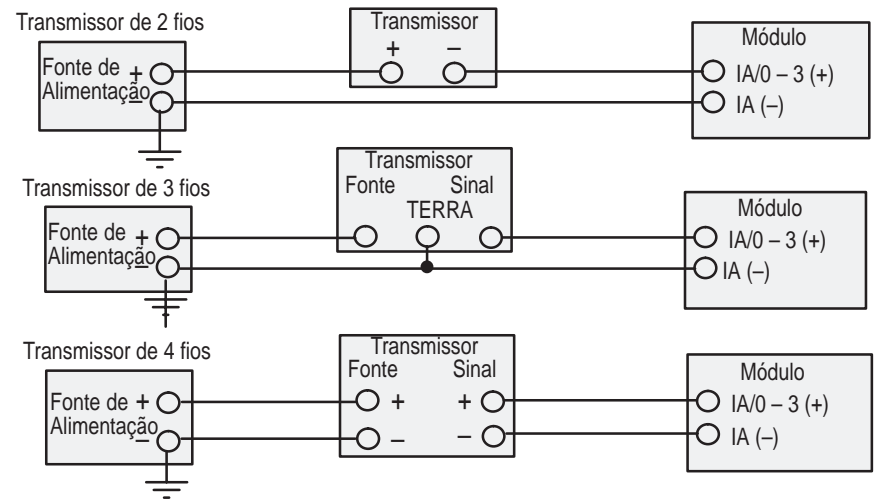 Transmissor de 2 fios
Transmissor
+ –
Fonte de +
Alimentação –
Módulo
IA/0 – 3 (+)
IA (–)
Transmissor de 3 fios
Transmissor
Fonte Sinal
TERRA
Fonte de +
Alimentação –
Módulo
IA/0 – 3 (+)
IA (–)
Transmissor de 4 fios
Transmissor
Fonte Sinal
+ +
– –
Fonte de +
Alimentação –
Módulo
IA/0 – 3 (+)
IA (–)